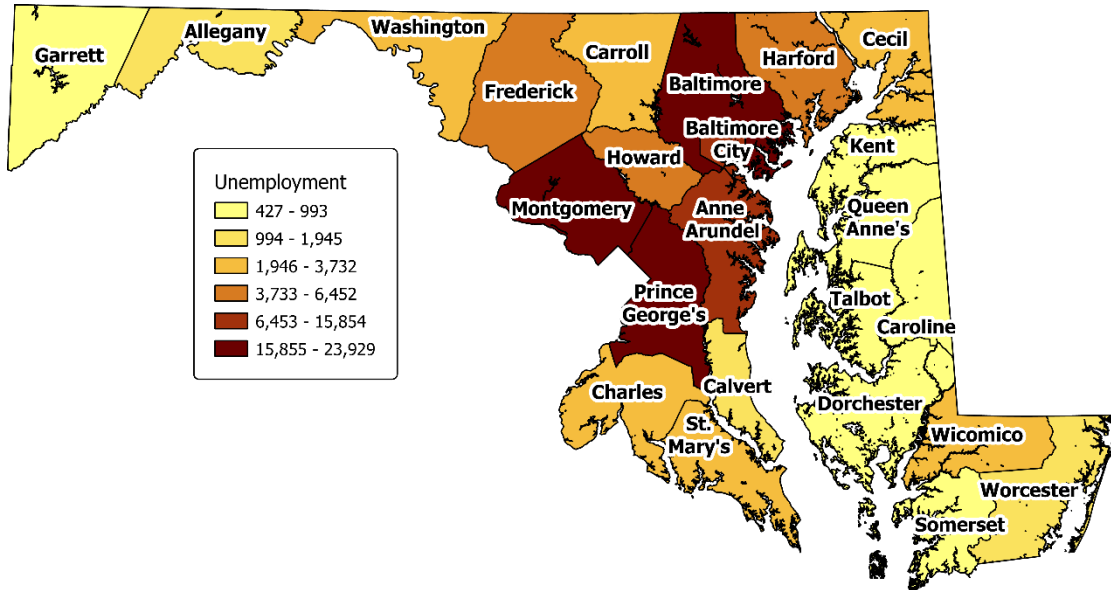 Garrett
Allegany
Washington
Frederick
Carroll
Baltimore
Harford
Cecil
Baltimore
City
Howard
Montgomery
Anne
Arundel
Prince
George's
Charles
Calvert
St.
Mary's
Kent
Queen
Anne's
Talbot
Caroline
Dorchester
Wicomico
Worcester
Somerset
Unemployment
427 - 993
994 - 1,945
1,946 - 3,732
3,733 - 6,452
6,453 - 15,854
15,855 - 23,929